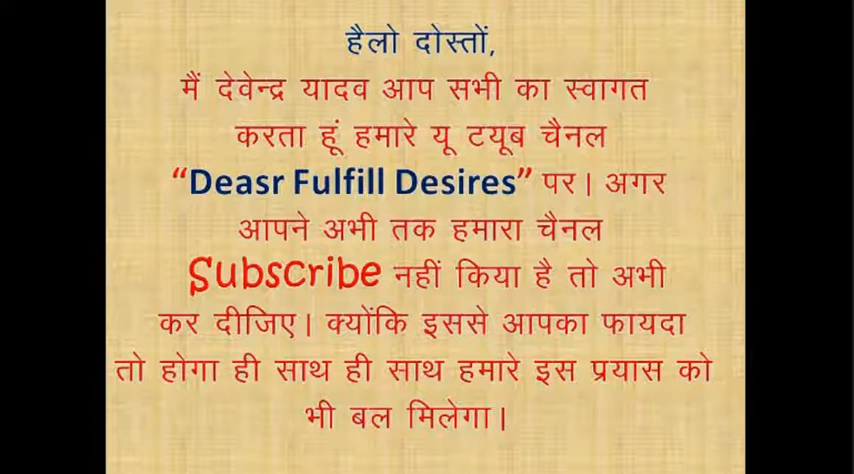 हैलो दोस्तों,
मैं देवेन्द्र यादव आप सभी का स्वागत
करता हूं हमारे यू टयूब चैनल
“Deasr Fulfill Desires” पर। अगर
आपने अभी तक हमारा चैनल
Subscribe नहीं किया है तो अभी
कर दीजिए। क्योंकि इससे आपका फायदा
तो होगा ही साथ ही साथ हमारे इस प्रयास को
भी बल मिलेगा।